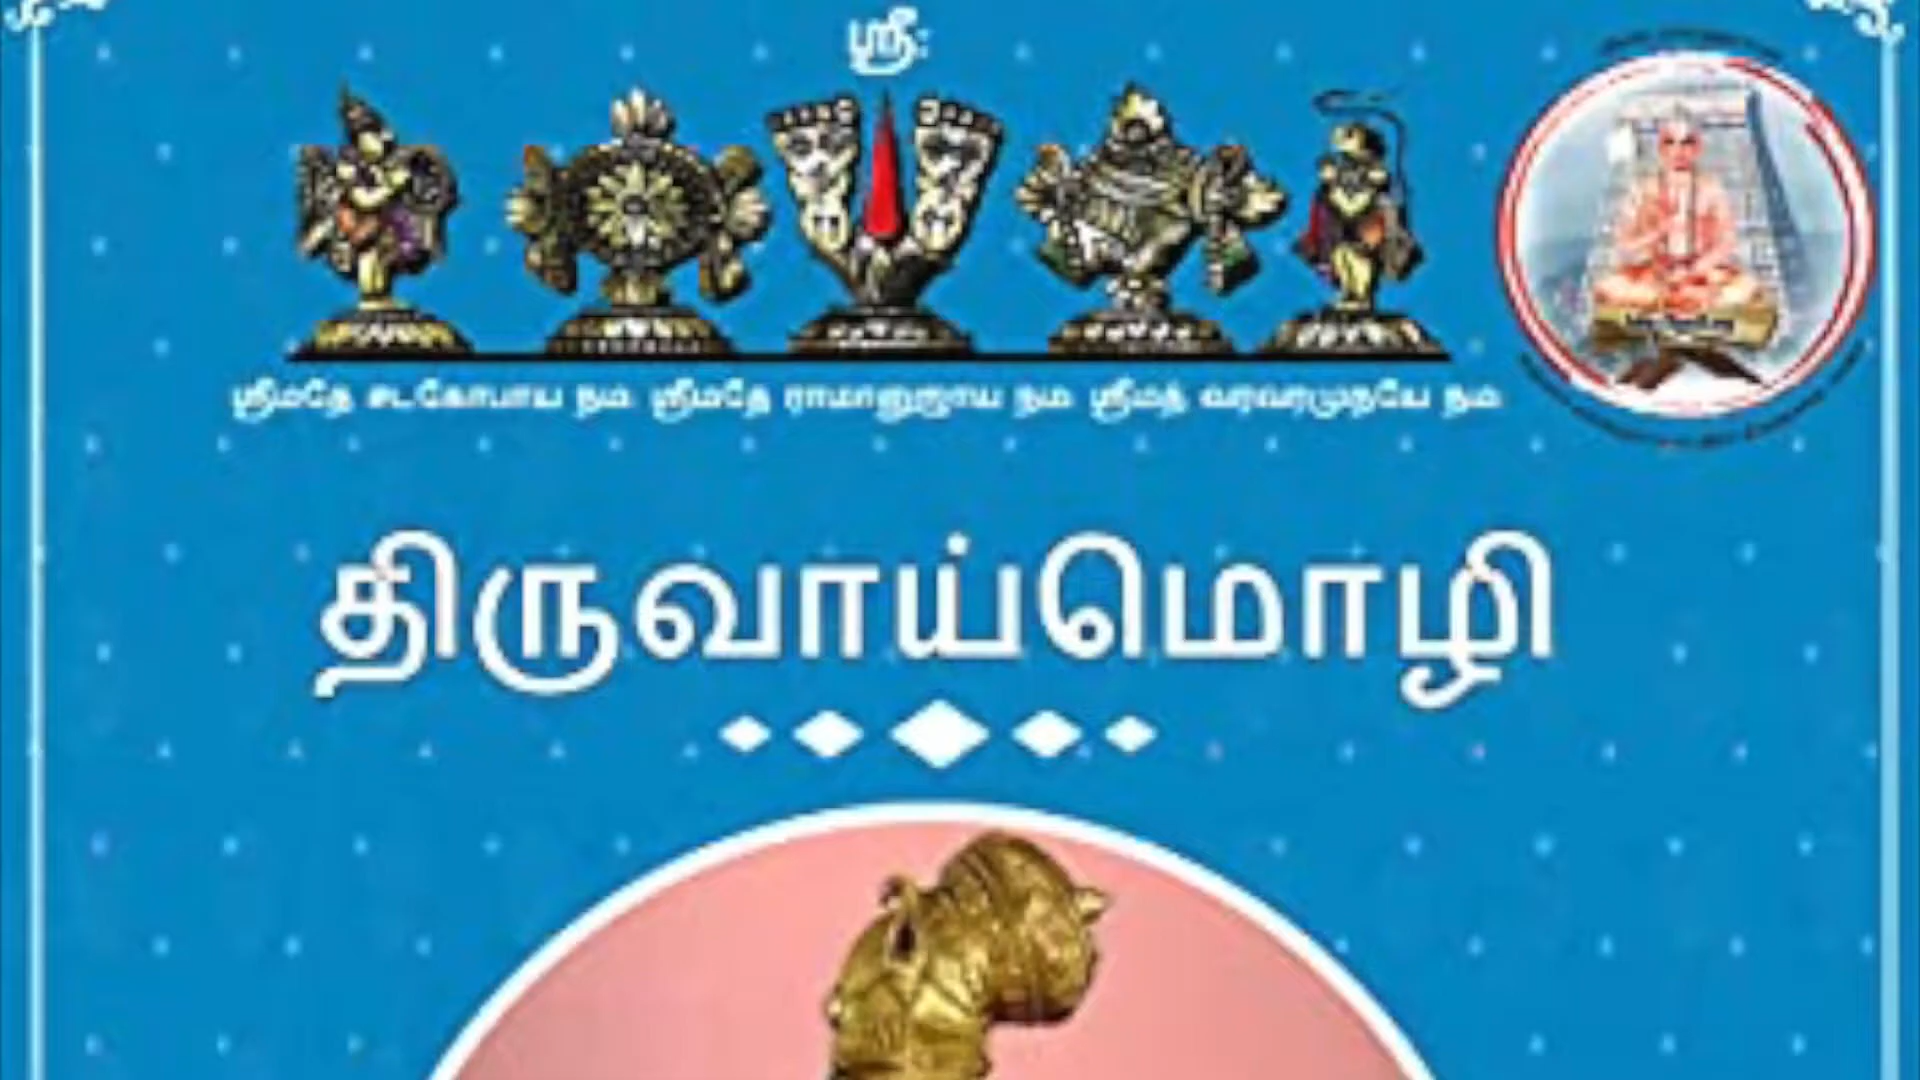 ஸ்ரீ:
ஸ்ரீமதே சடகோபாய நம: ஸ்ரீமதே ராமானுஜாய நம: ஸ்ரீமத் வரவரமுநயே நம:
திருவாய்மொழி